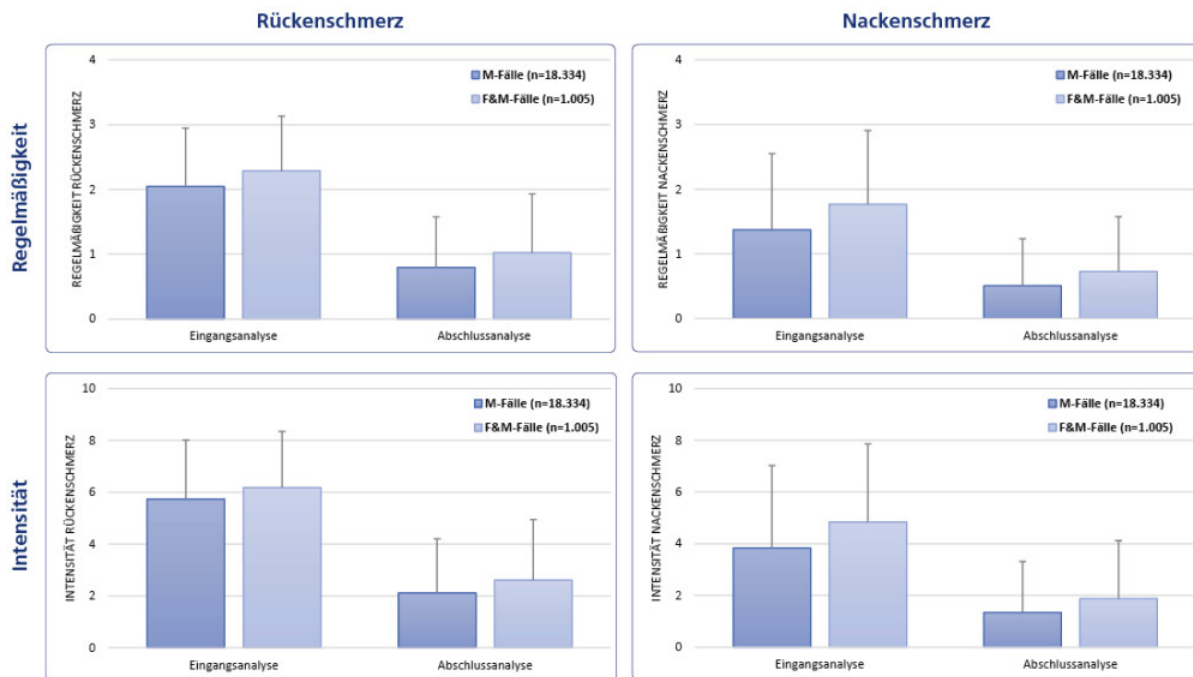 Rückenschmerz
Nackenschmerz
Regelmäßigkeit
REGELMÄßIGKEIT RÜCKENSCHMERZ
4
3
2
1
0
M-Fälle (n=18.334)
F&M-Fälle (n=1.005)
Eingangsanalyse
Abschlussanalyse
REGELMÄßIGKEIT NACKENSCHMERZ
4
3
2
1
0
M-Fälle (n=18.334)
F&M-Fälle (n=1.005)
Eingangsanalyse
Abschlussanalyse
Intensität
INTENSITÄT RÜCKENSCHMERZ
10
8
6
4
2
0
M-Fälle (n=18.334)
F&M-Fälle (n=1.005)
Eingangsanalyse
Abschlussanalyse
INTENSITÄT NACKENSCHMERZ
10
8
6
4
2
0
M-Fälle (n=18.334)
F&M-Fälle (n=1.005)
Eingangsanalyse
Abschlussanalyse